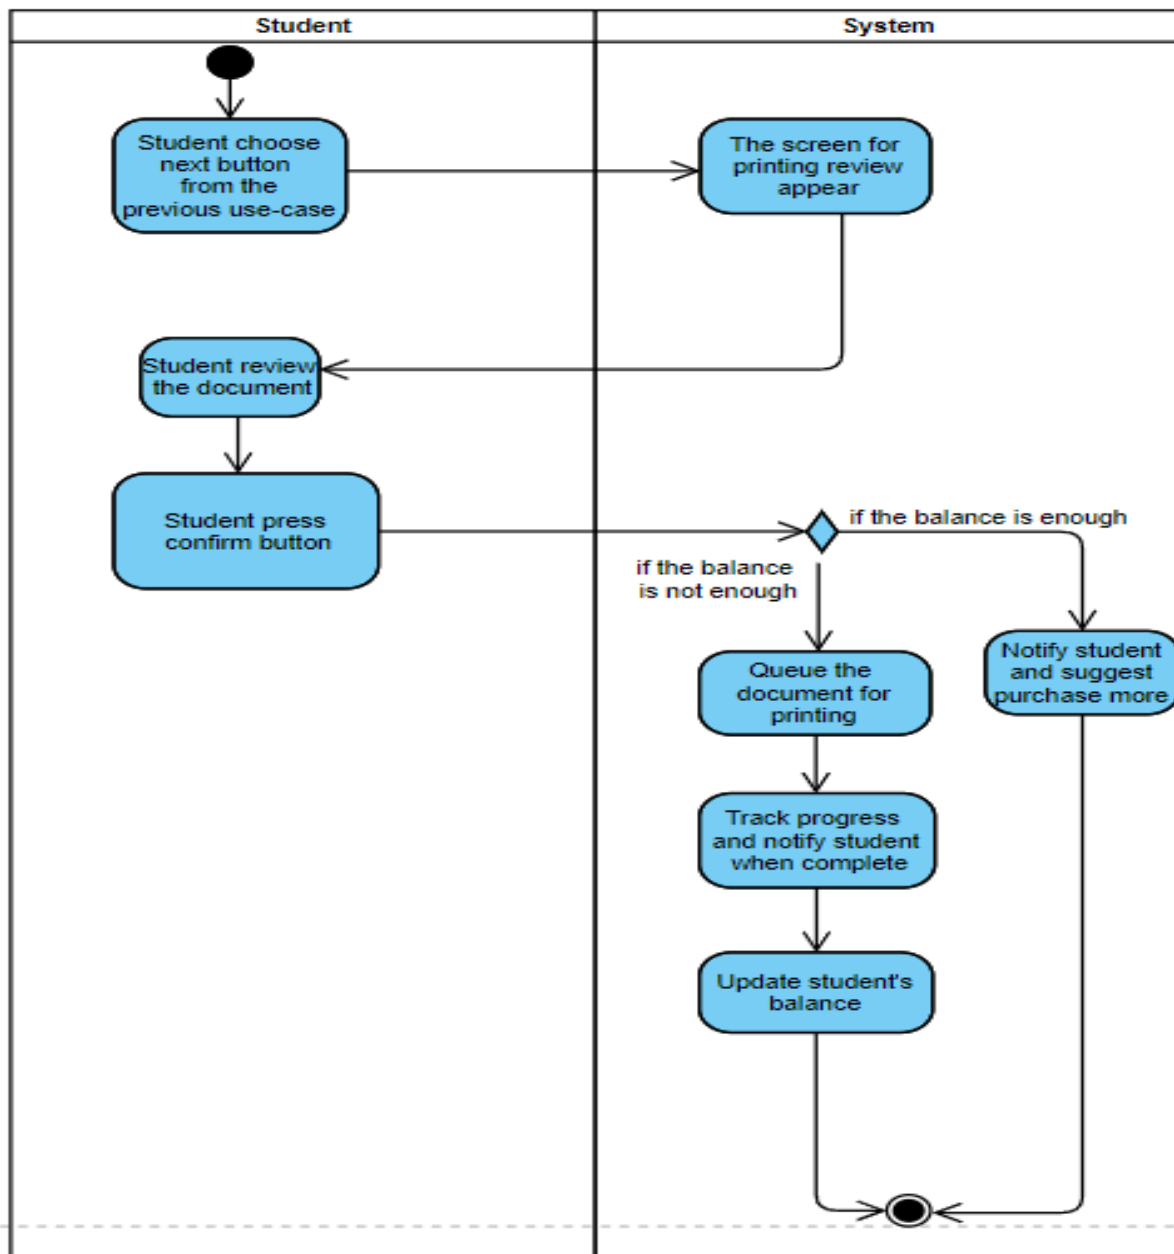 Student
System
Student choose
next button
from the
previous use-case
The screen for
printing review
appear
Student review
the document
Student press
confirm button
if the balance is enough
if the balance
is not enough
Queue the
document for
printing
Notify student
and suggest
purchase more
Track progress
and notify student
when complete
Update student's
balance